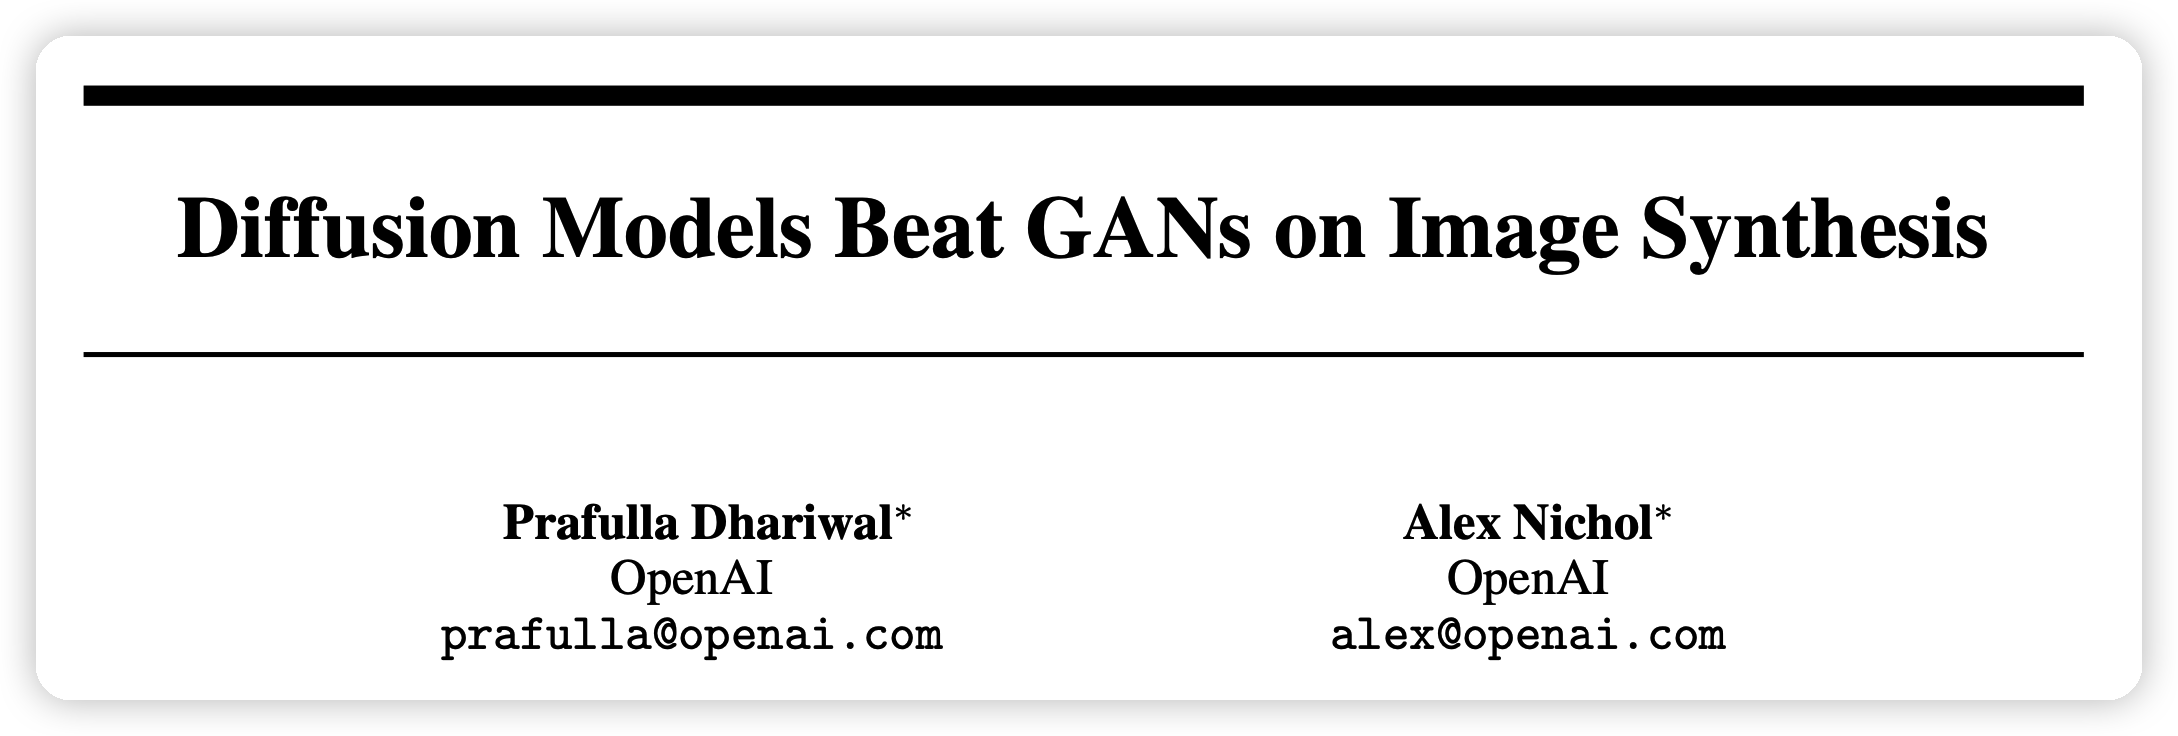 Diffusion Models Beat GANs on Image Synthesis
Prafulla Dhariwal*
OpenAI
prafulla@openai.com
Alex Nichol*
OpenAI
alex@openai.com